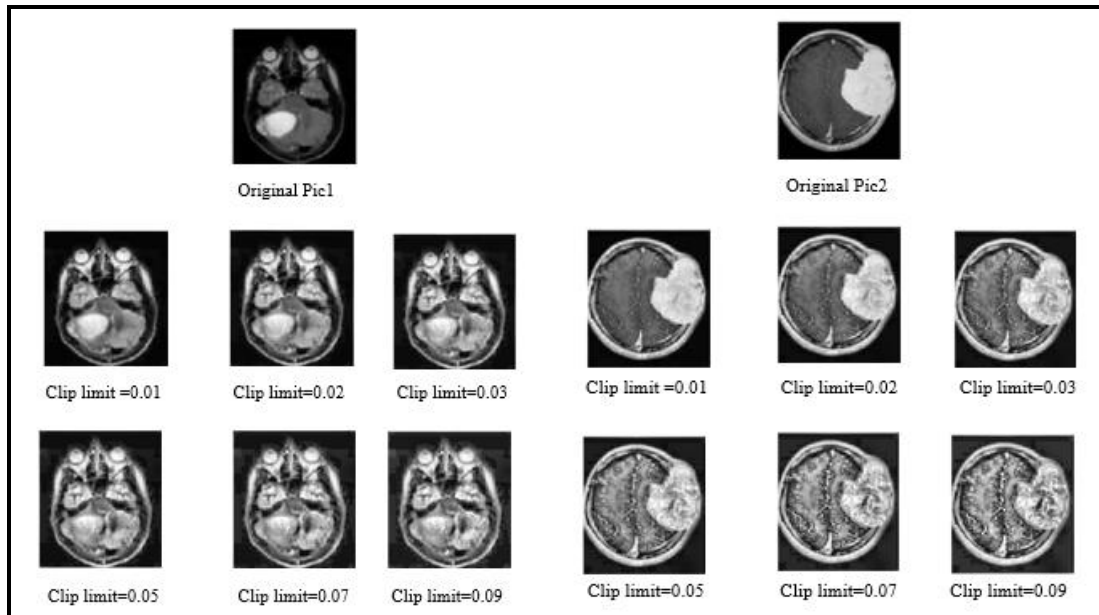 Original Pic1
Original Pic2
Clip limit =0.01
Clip limit=0.02
Clip limit=0.03
Clip limit=0.01
Clip limit=0.02
Clip limit=0.03
Clip limit=0.05
Clip limit=0.07
Clip limit=0.09
Clip limit=0.05
Clip limit=0.07
Clip limit=0.09